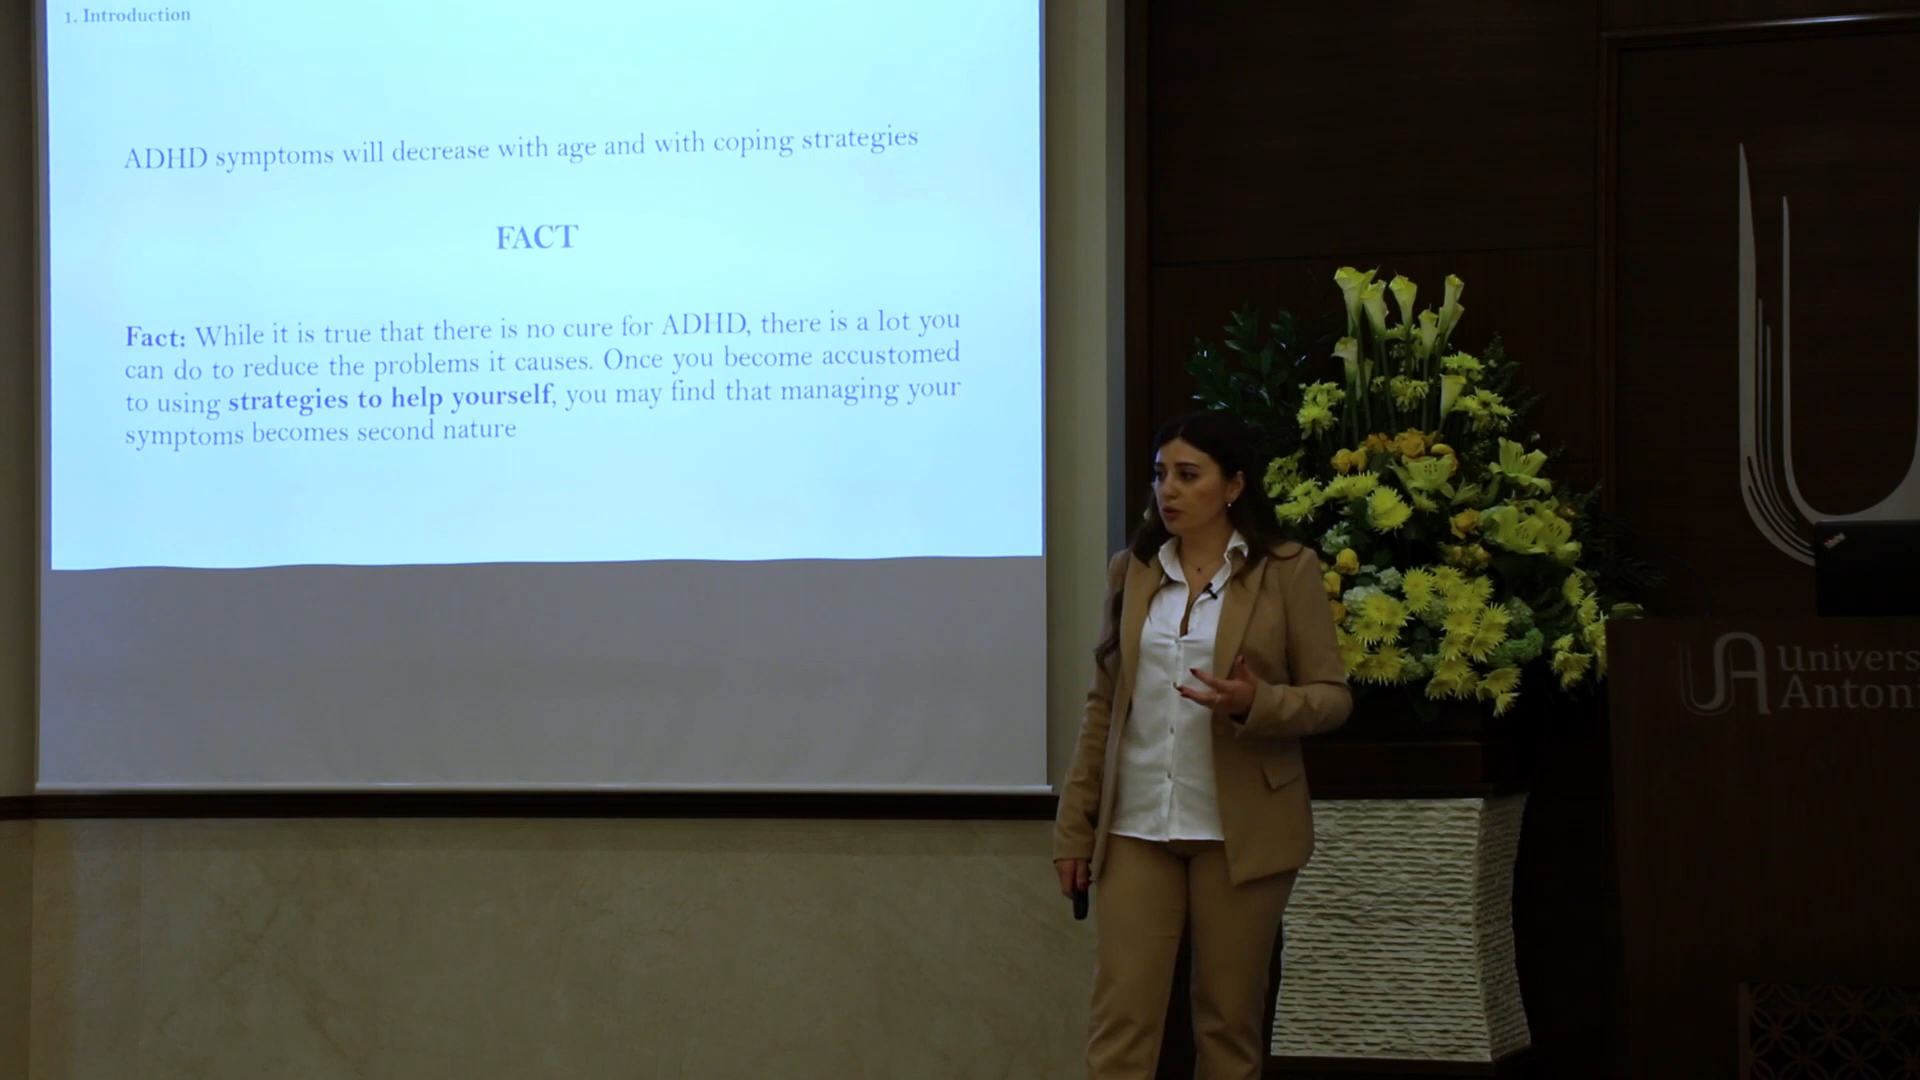 1. Introduction
ADHD symptoms will decrease with age and with coping strategies
FACT
Fact: While it is true that there is no cure for ADHD, there is a lot you
can do to reduce the problems it causes. Once you become accustomed
to using strategies to help yourself, you may find that managing your
symptoms becomes second nature
UA
Univers
Anton